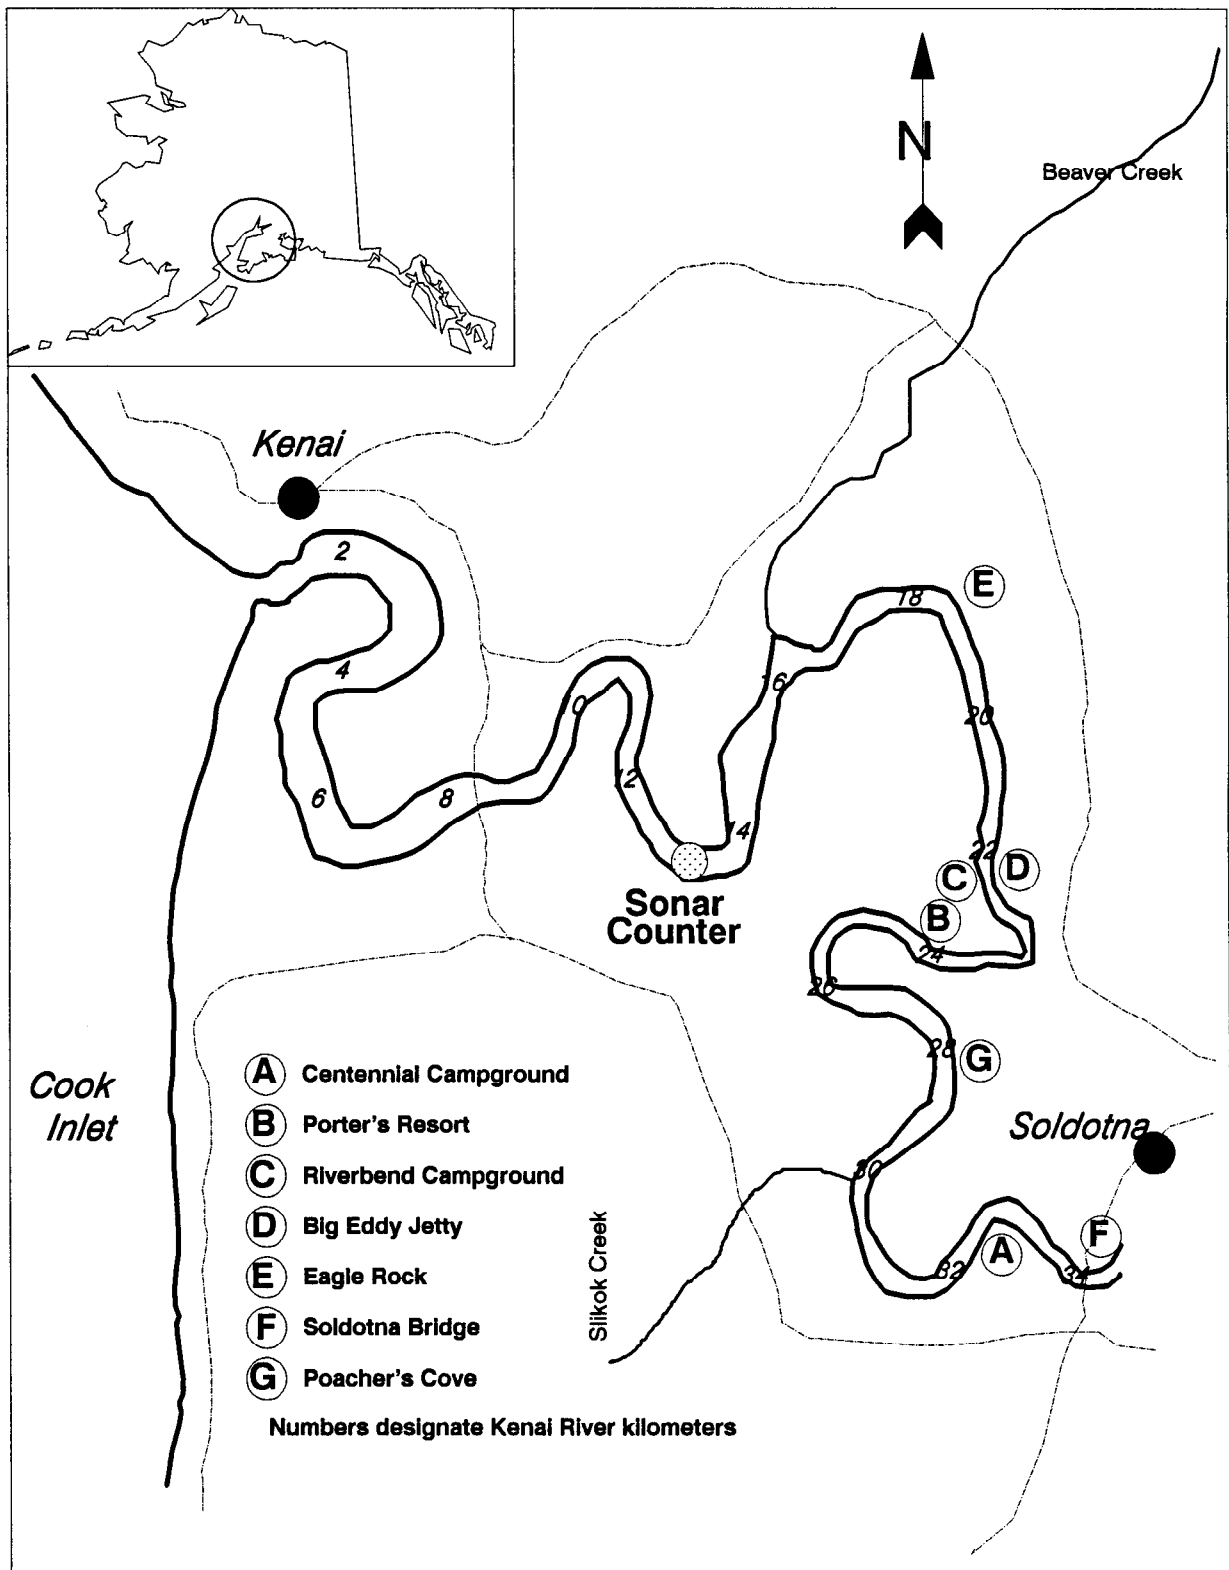 N
Beaver Creek
Kenai
2
E
18
4
16
10
20
12
6
8
14
22
C
D
Sonar
Counter
B
24
26
28
G
Cook
Inlet
A Centennial Campground
B Porter's Resort
C Riverbend Campground
D Big Eddy Jetty
E Eagle Rock
F Soldotna Bridge
G Poacher's Cove
Numbers designate Kenai River kilometers
Soldotna
30
Slikok Creek
F
A
32
34